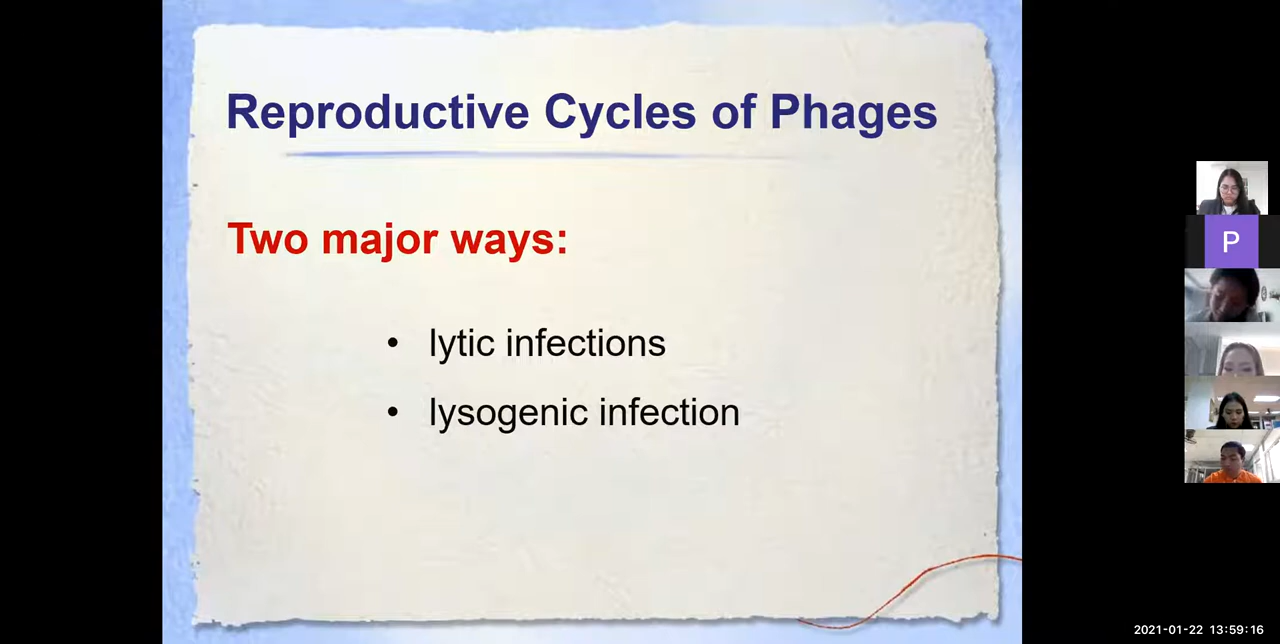 Reproductive Cycles of Phages
Two major ways:
• lytic infections
• lysogenic infection
P
2021-01-22 13:59:16